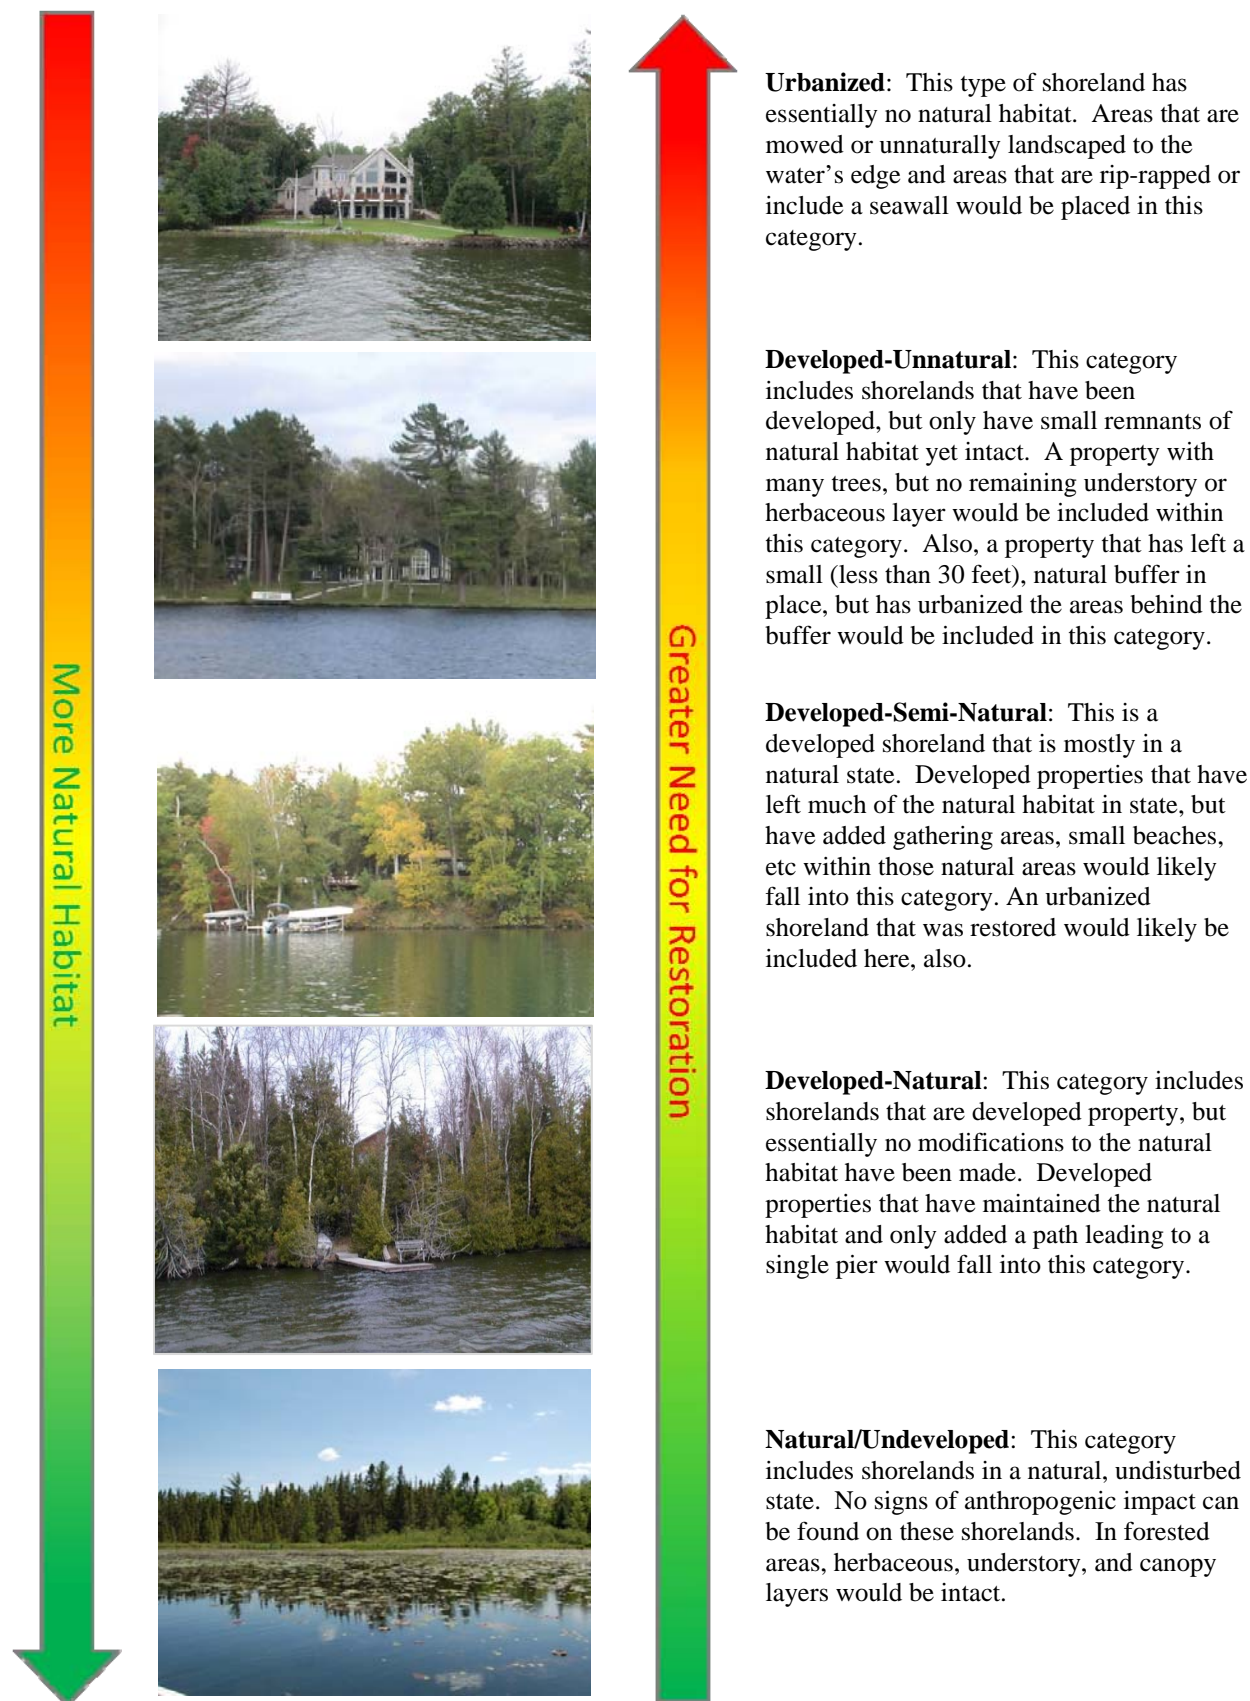 More Natural Habitat
Greater Need for Restoration
Urbanized: This type of shoreland has
essentially no natural habitat. Areas that are
mowed or unnaturally landscaped to the
water's edge and areas that are rip-rapped or
include a seawall would be placed in this
category.
Developed-Unnatural: This category
includes shorelands that have been
developed, but only have small remnants of
natural habitat yet intact. A property with
many trees, but no remaining understory or
herbaceous layer would be included within
this category. Also, a property that has left a
small (less than 30 feet), natural buffer in
place, but has urbanized the areas behind the
buffer would be included in this category.
Developed-Semi-Natural: This is a
developed shoreland that is mostly in a
natural state. Developed properties that have
left much of the natural habitat in state, but
have added gathering areas, small beaches,
etc within those natural areas would likely
fall into this category. An urbanized
shoreland that was restored would likely be
included here, also.
Developed-Natural: This category includes
shorelands that are developed property, but
essentially no modifications to the natural
habitat have been made. Developed
properties that have maintained the natural
habitat and only added a path leading to a
single pier would fall into this category.
Natural/Undeveloped: This category
includes shorelands in a natural, undisturbed
state. No signs of anthropogenic impact can
be found on these shorelands. In forested
areas, herbaceous, understory, and canopy
layers would be intact.